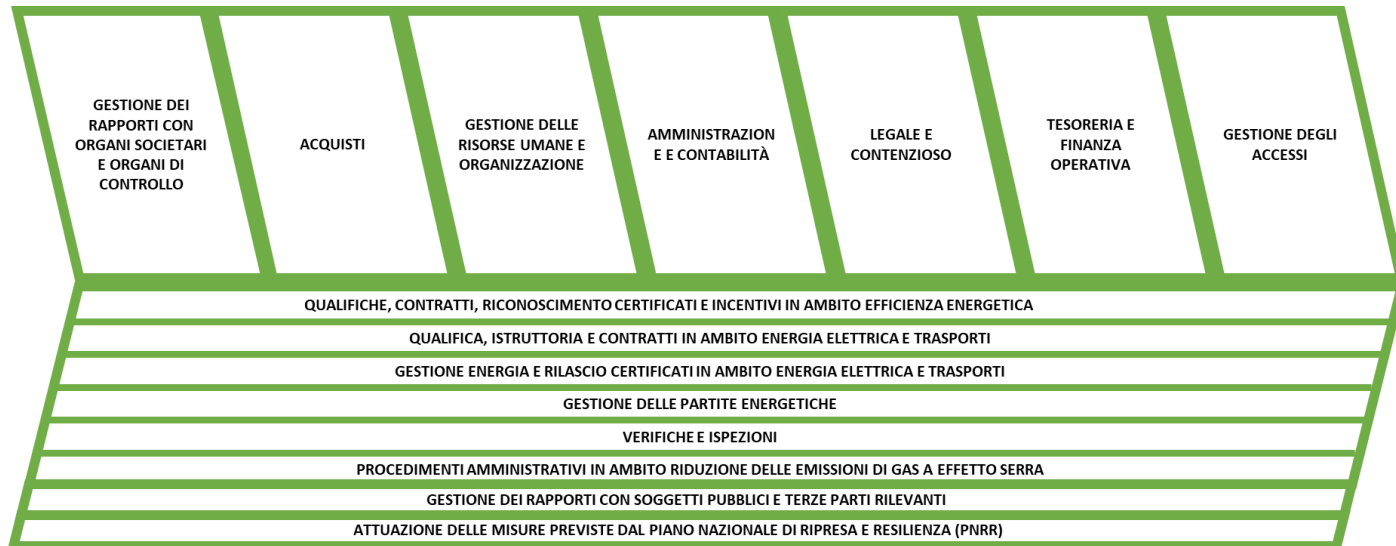 GESTIONE DEI
RAPPORTI CON
ORGANI SOCIETARI
E ORGANI DI
CONTROLLO
ACQUISTI
GESTIONE DELLE
RISORSE UMANE E
ORGANIZZAZIONE
AMMINISTRAZION
E E CONTABILITÀ
LEGALE E
CONTENZIOSO
TESORERIA E
FINANZA
OPERATIVA
GESTIONE DEGLI
ACCESSI
QUALIFICHE, CONTRATTI, RICONOSCIMENTO CERTIFICATI E INCENTIVI IN AMBITO EFFICIENZA ENERGETICA
QUALIFICA, ISTRUTTORIA E CONTRATTI IN AMBITO ENERGIA ELETTRICA E TRASPORTI
GESTIONE ENERGIA E RILASCIO CERTIFICATI IN AMBITO ENERGIA ELETTRICA E TRASPORTI
GESTIONE DELLE PARTITE ENERGETICHE
VERIFICHE E ISPEZIONI
PROCEDIMENTI AMMINISTRATIVI IN AMBITO RIDUZIONE DELLE EMISSIONI DI GAS A EFFETTO SERRA
GESTIONE DEI RAPPORTI CON SOGGETTI PUBBLICI E TERZE PARTI RILEVANTI
ATTUAZIONE DELLE MISURE PREVISTE DAL PIANO NAZIONALE DI RIPRESA E RESILIENZA (PNRR)